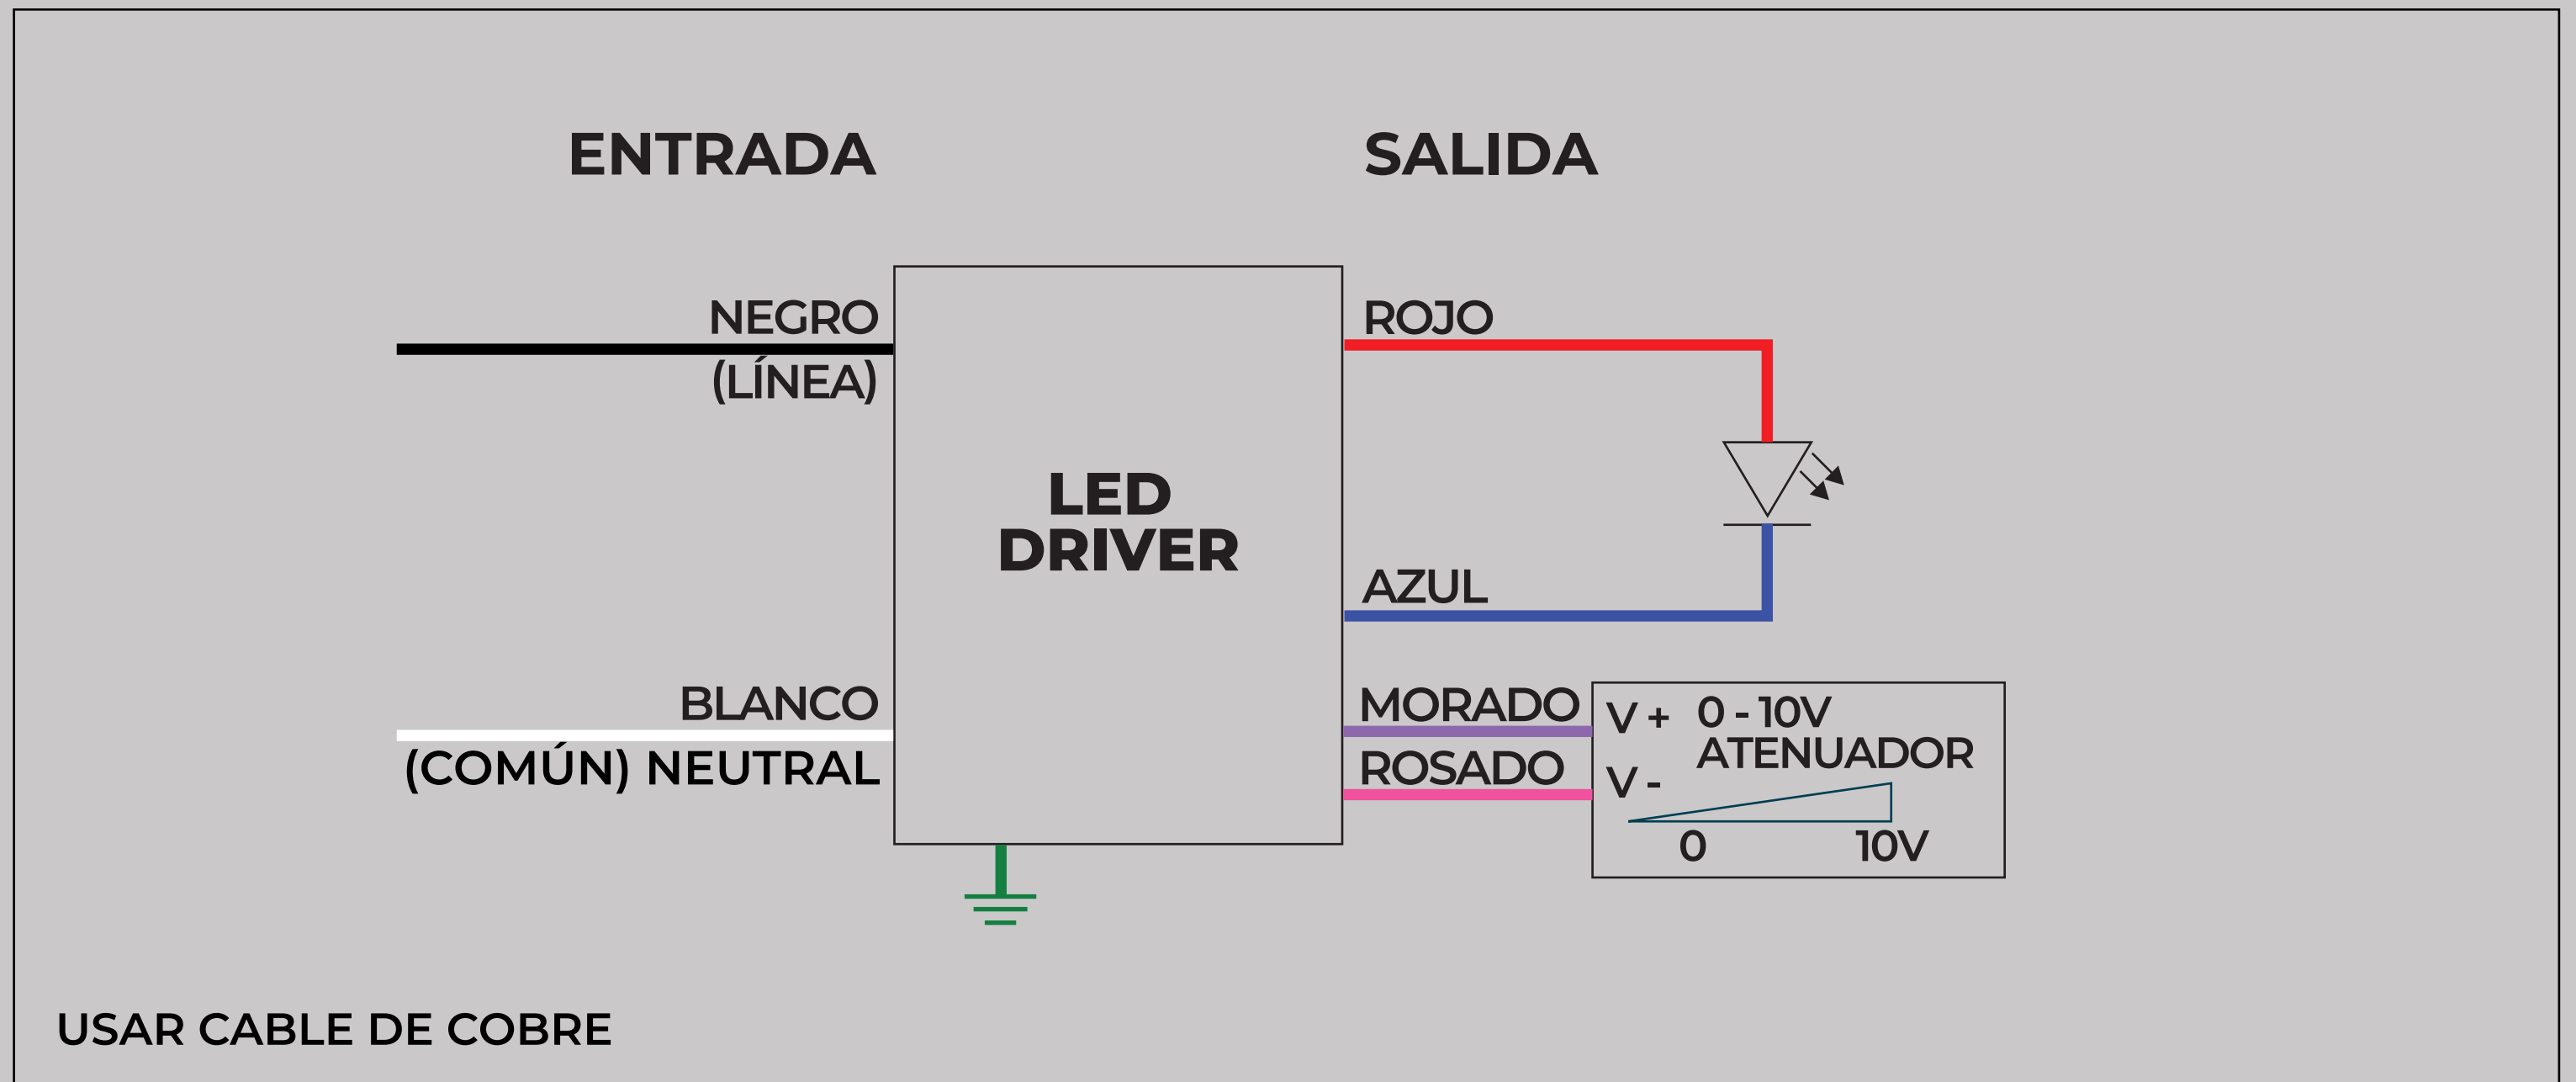 ENTRADA
SALIDA
NEGRO
(LÍNEA)
BLANCO
(COMÚN) NEUTRAL
LED
DRIVER
ROJO
AZUL
MORADO
ROSADO
V + 0 - 10V
ATENUADOR
V -
0 10V
USAR CABLE DE COBRE